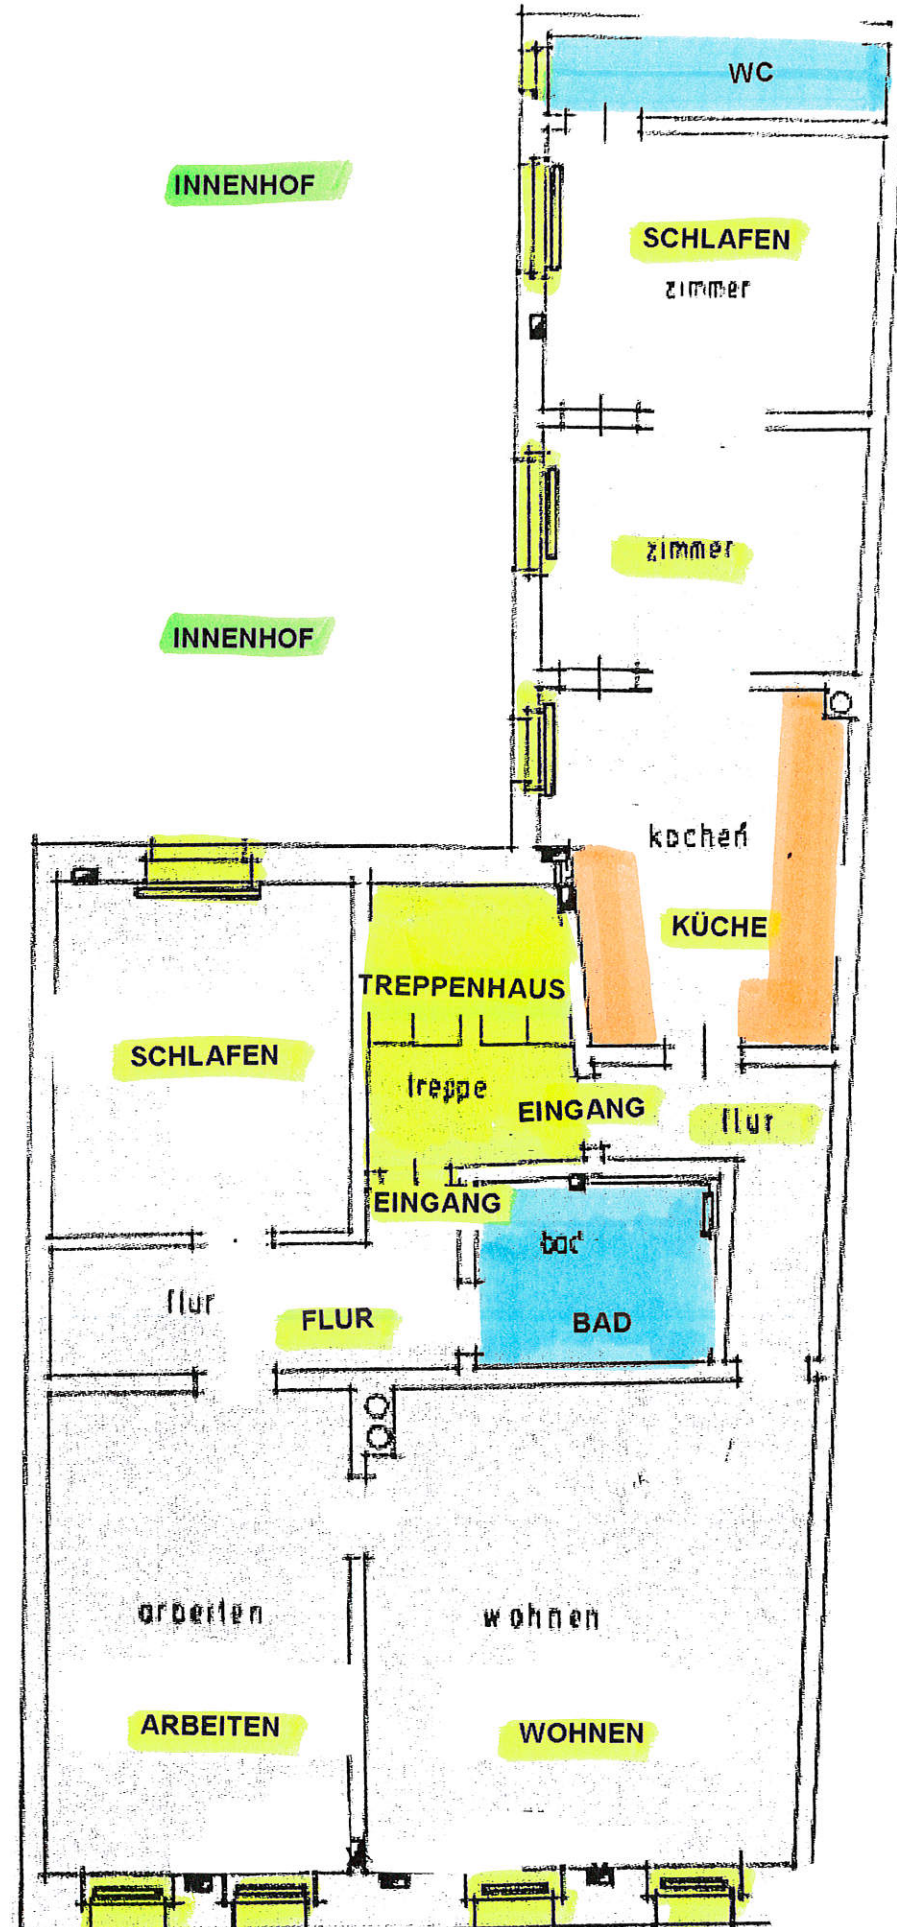 WC
INNENHOF
SCHLAFEN
zimmer
zimmer
INNENHOF
kochen
KÜCHE
TREPPENHAUS
SCHLAFEN
treppe
EINGANG
flur
EINGANG
bad
flur
FLUR
BAD
arbeiten
wohnen
ARBEITEN
WOHNEN